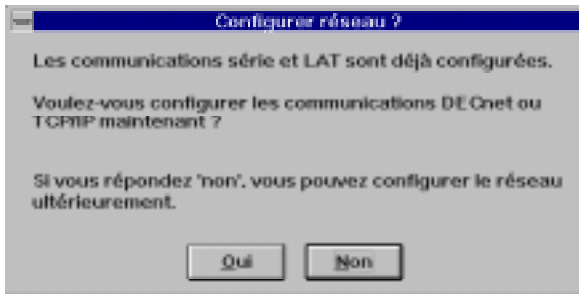 Configurer réseau ?
Les communications série et LAT sont déjà configurées.
Voulez-vous configurer les communications DECnet ou
TCP/IP maintenant ?
Si vous répondez 'non', vous pouvez configurer le réseau
ultérieurement.
Oui Non